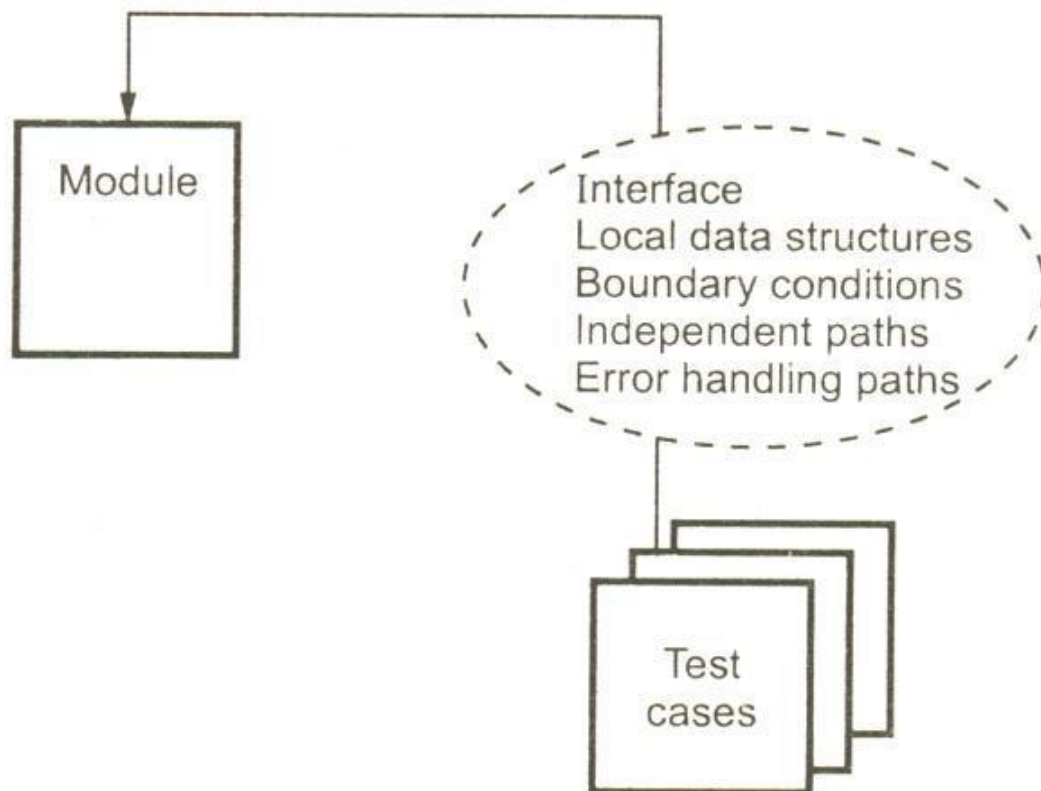 Module
Interface
Local data structures
Boundary conditions
Independent paths
Error handling paths
Test
cases